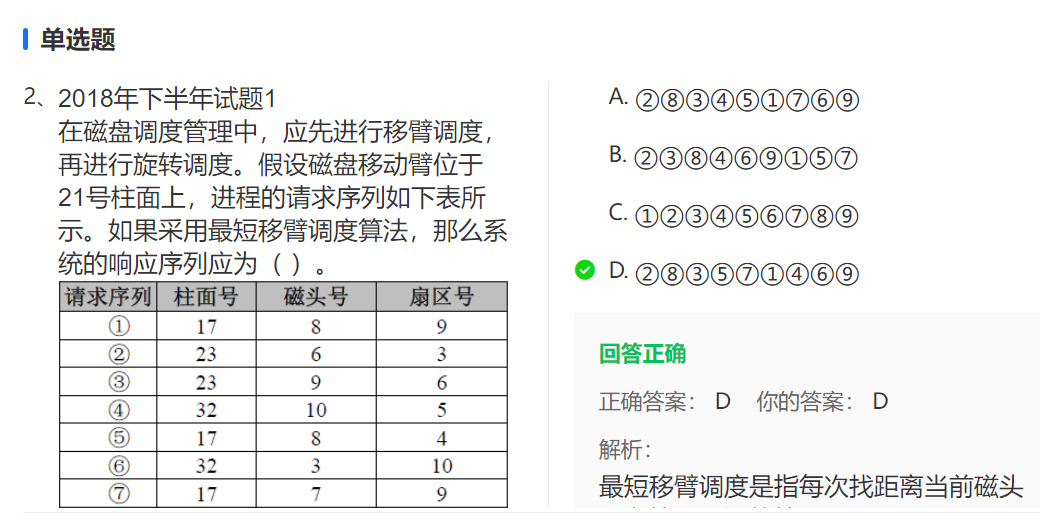 单选题
2、2018年下半年试题1
在磁盘调度管理中，应先进行移臂调度，
再进行旋转调度。假设磁盘移动臂位于
21号柱面上，进程的请求序列如下表所
示。如果采用最短移臂调度算法，那么系
统的响应序列应为（ ）。
请求序列 柱面号 磁头号 扇区号
① 17 8 9
② 23 6 3
③ 23 9 6
④ 32 10 5
⑤ 17 8 4
⑥ 32 3 10
⑦ 17 7 9
A. ②⑧③④⑤①⑦⑥⑨
B. ②③⑧④⑥⑨①⑤⑦
C. ①②③④⑤⑥⑦⑧⑨
D. ②⑧③⑤⑦①④⑥⑨
回答正确
正确答案： D 你的答案： D
解析：
最短移臂调度是指每次找距离当前磁头